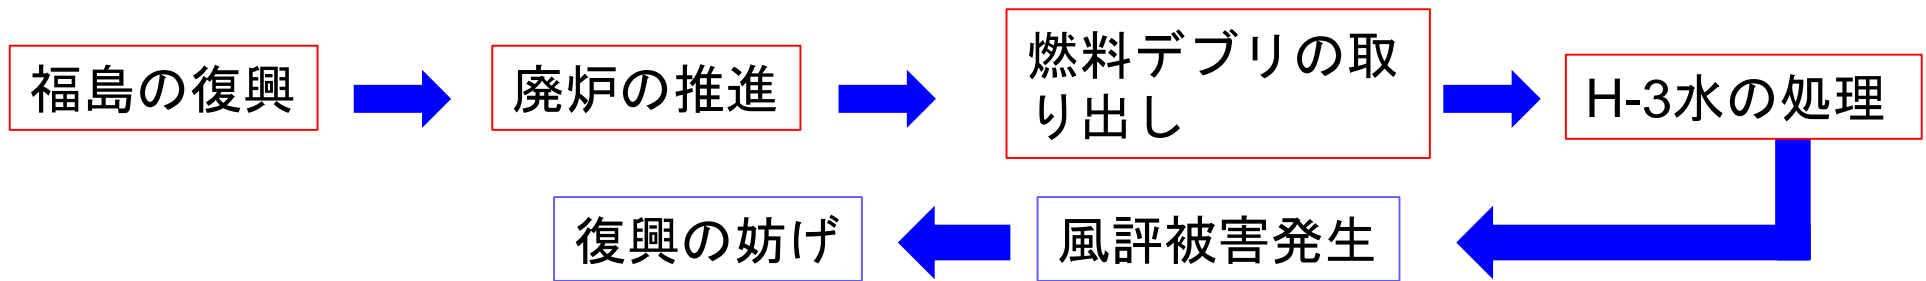 福島の復興
廃炉の推進
燃料デブリの取
り出し
H-3水の処理
風評被害発生
復興の妨げ